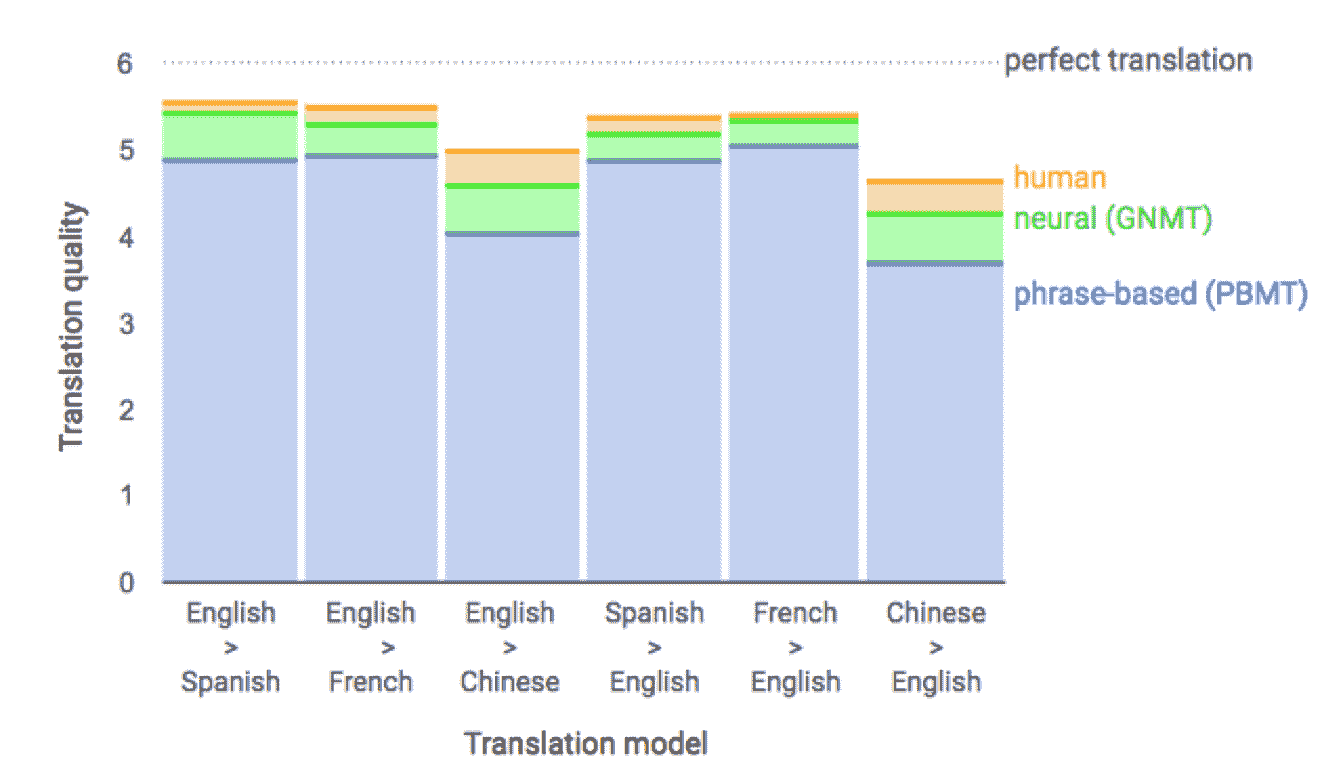 6
perfect translation
5
human
neural (GNMT)
4
phrase-based (PBMT)
3
2
1
0
Translation quality
English > Spanish
English > French
English > Chinese
Spanish > English
French > English
Chinese > English
Translation model